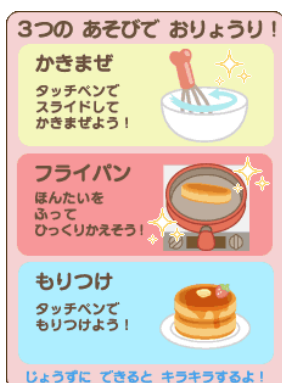 3つの あそびで おりょうり！
かきまぜ
タッチペンで
スライドして
かきまぜよう！
フライパン
ほんたいを
ふって
ひっくりかえそう！
もりつけ
タッチペンで
もりつけよう！
じょうずに できると キラキラするよ！